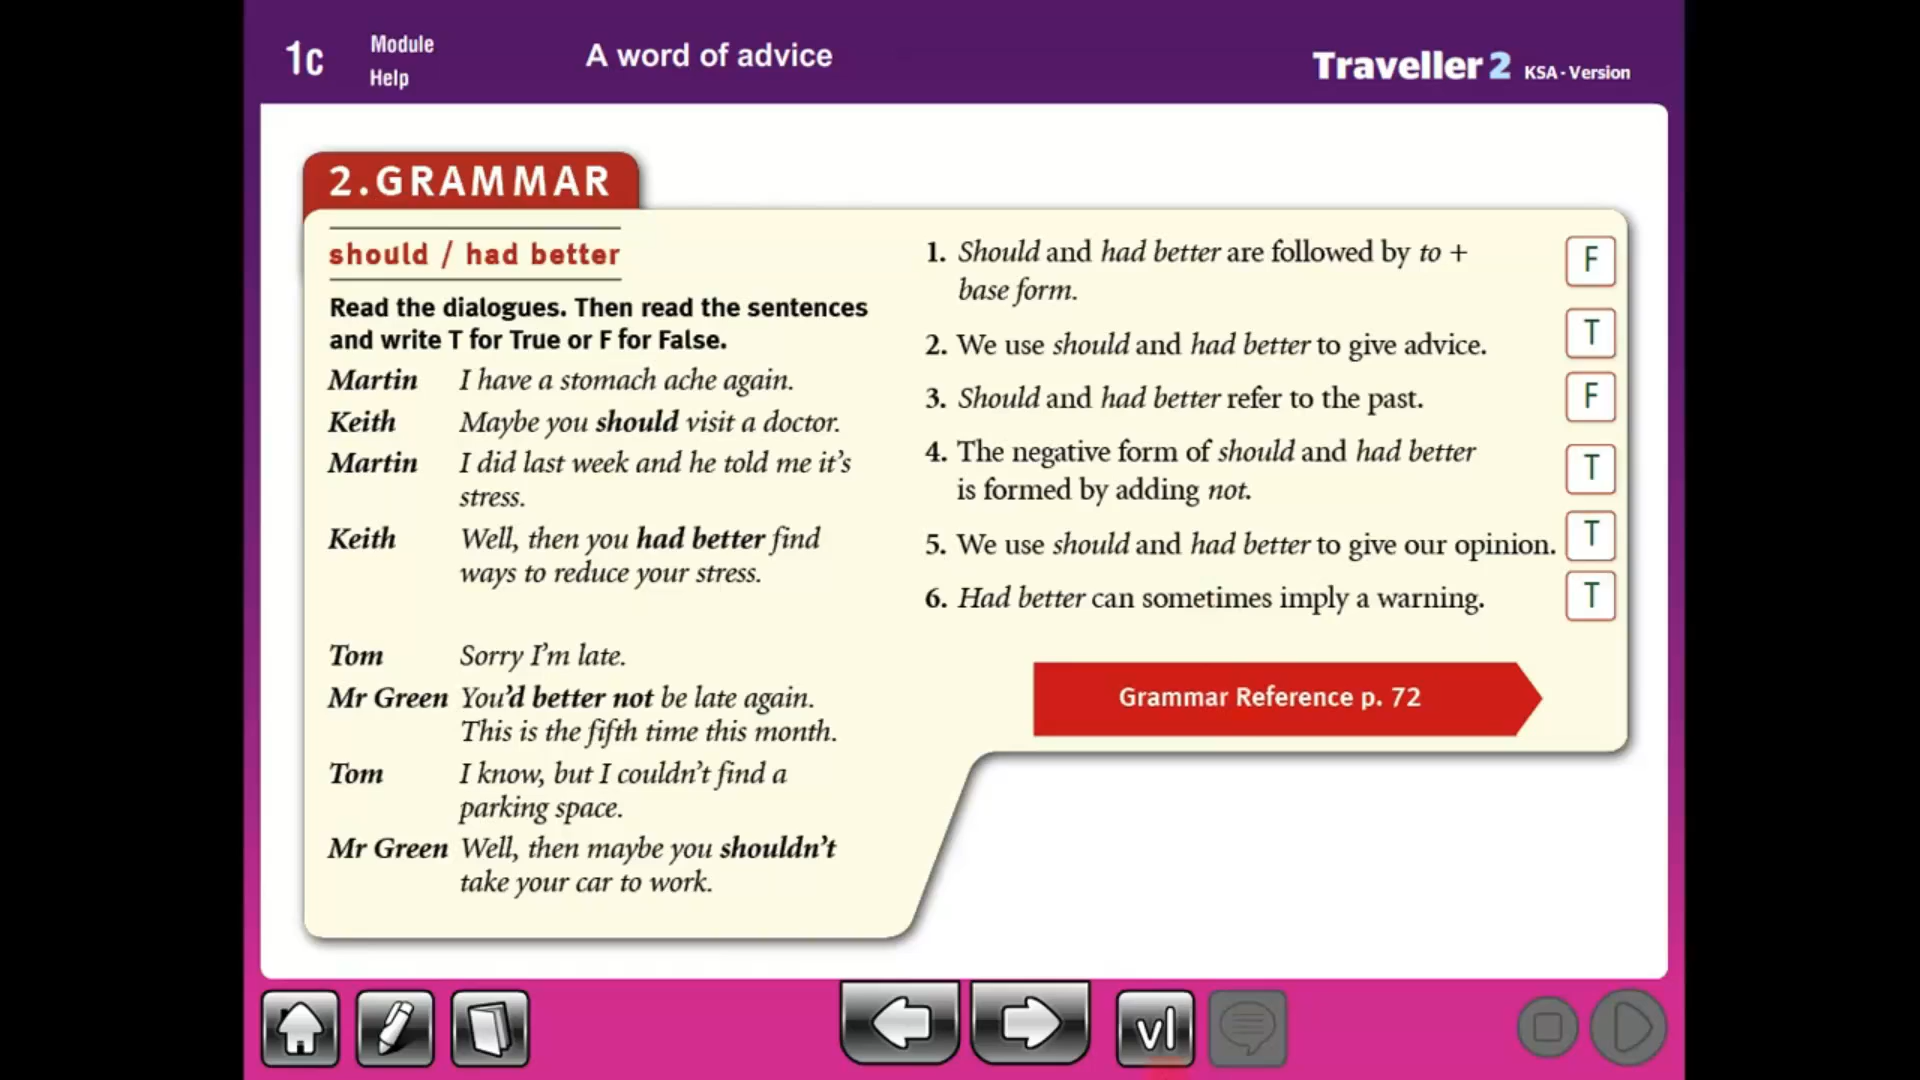 1c
Module
Help
A word of advice
Traveller 2 KSA - Version
2.GRAMMAR
should / had better
Read the dialogues. Then read the sentences
and write T for True or F for False.
Martin I have a stomach ache again.
Keith Maybe you should visit a doctor.
Martin I did last week and he told me it's
stress.
Keith Well, then you had better find
ways to reduce your stress.
Tom Sorry I'm late.
Mr Green You'd better not be late again.
This is the fifth time this month.
Tom I know, but I couldn't find a
parking space.
Mr Green Well, then maybe you shouldn't
take your car to work.
1. Should and had better are followed by to +
base form. F
2. We use should and had better to give advice. T
3. Should and had better refer to the past. F
4. The negative form of should and had better
is formed by adding not. T
5. We use should and had better to give our opinion. T
6. Had better can sometimes imply a warning. T
Grammar Reference p. 72
vl